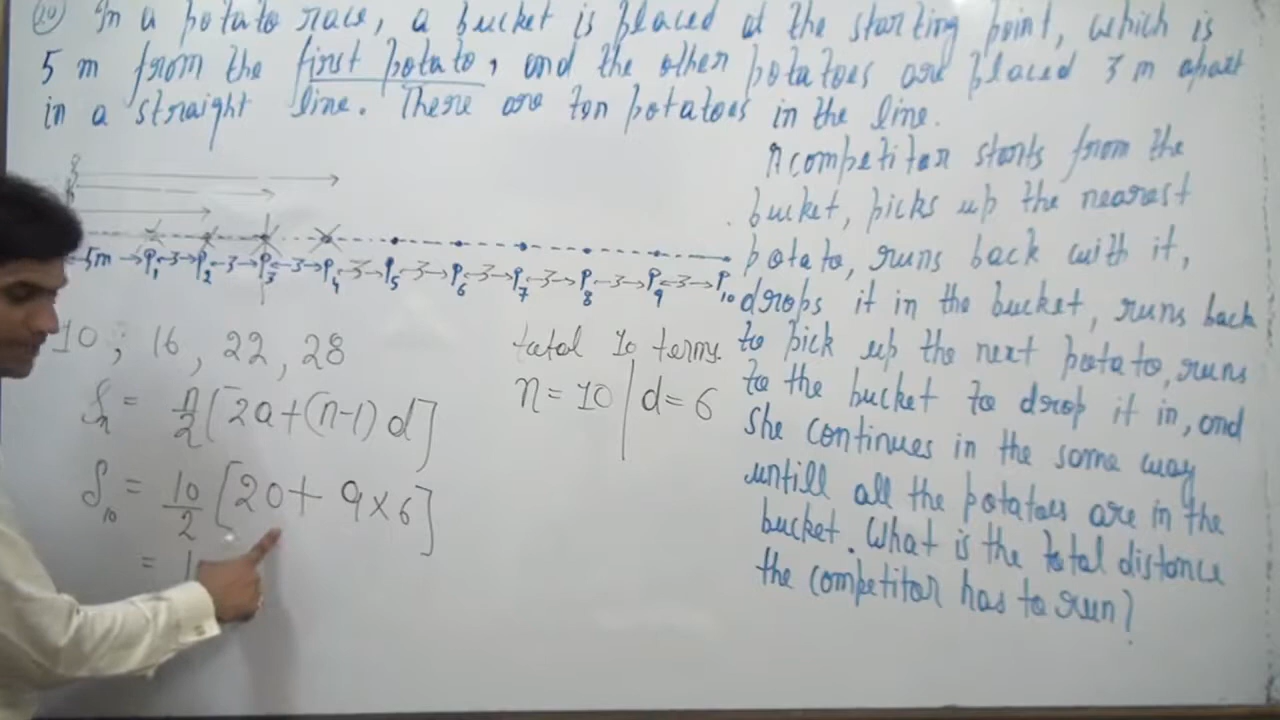 20 In a potato race, a bucket is placed at the starting point, which is
5 m from the first potato, and the other potatoes are placed 3 m apart
in a straight line. There are ten potatoes in the line.
A competitor starts from the
bucket, picks up the nearest
potato, runs back with it,
drops it in the bucket, runs back
to pick up the next potato, runs
to the bucket to drop it in, and
she continues in the same way
untill all the potatoes are in the
bucket. What is the total distance
the competitor has to run?
5m → P₁ ←3→ P₂ ←3→ P₃ ←3→ P₄ ←3→ P₅ ←3→ P₆ ←3→ P₇ ←3→ P₈ ←3→ P₉ ←3→ P₁₀
10 ; 16 , 22 , 28
Sₙ = n/2 [2a+(n-1)d]
S₁₀ = 10/2 [20+ 9×6]
= 1
total 10 terms
n = 10 | d = 6